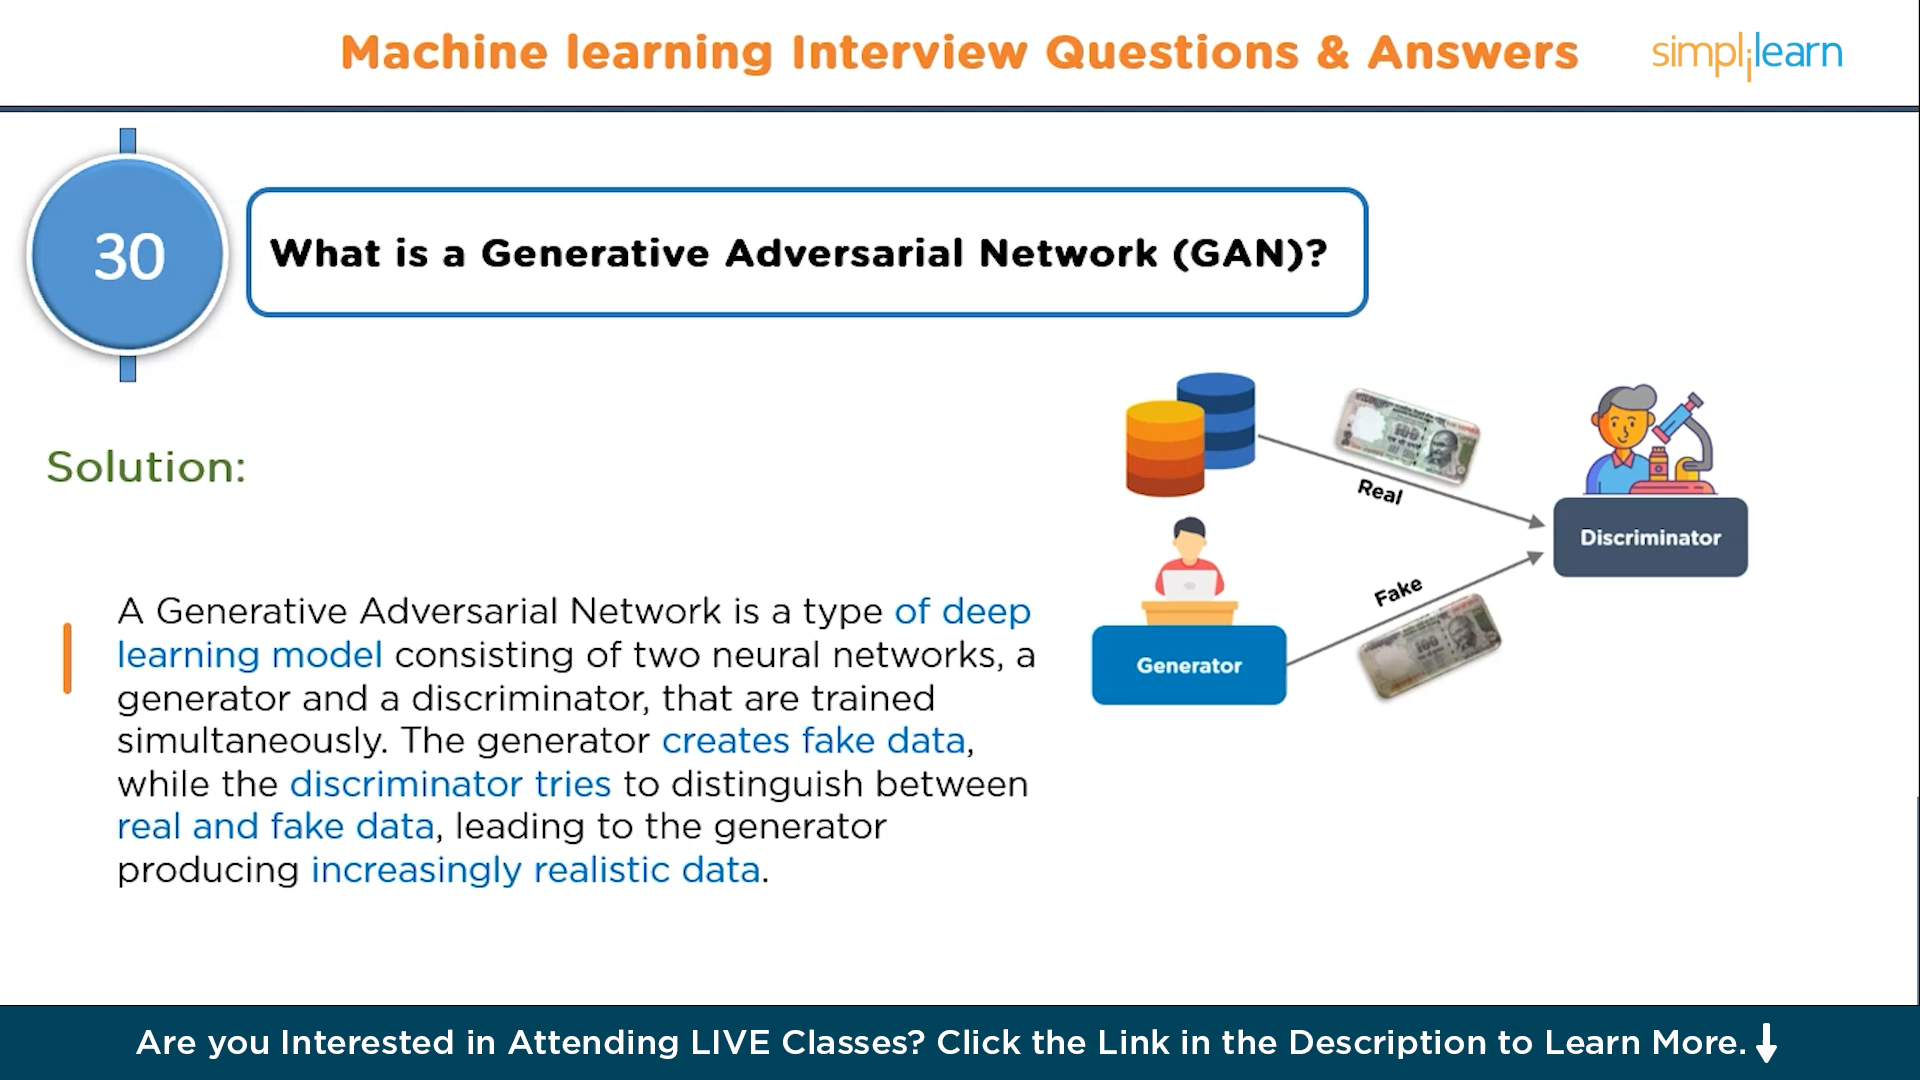 Machine learning Interview Questions & Answers
simplilearn
30
What is a Generative Adversarial Network (GAN)?
Solution:
A Generative Adversarial Network is a type of deep
learning model consisting of two neural networks, a
generator and a discriminator, that are trained
simultaneously. The generator creates fake data,
while the discriminator tries to distinguish between
real and fake data, leading to the generator
producing increasingly realistic data.
100
Real
Discriminator
Fake
100
Generator
Are you Interested in Attending LIVE Classes? Click the Link in the Description to Learn More.